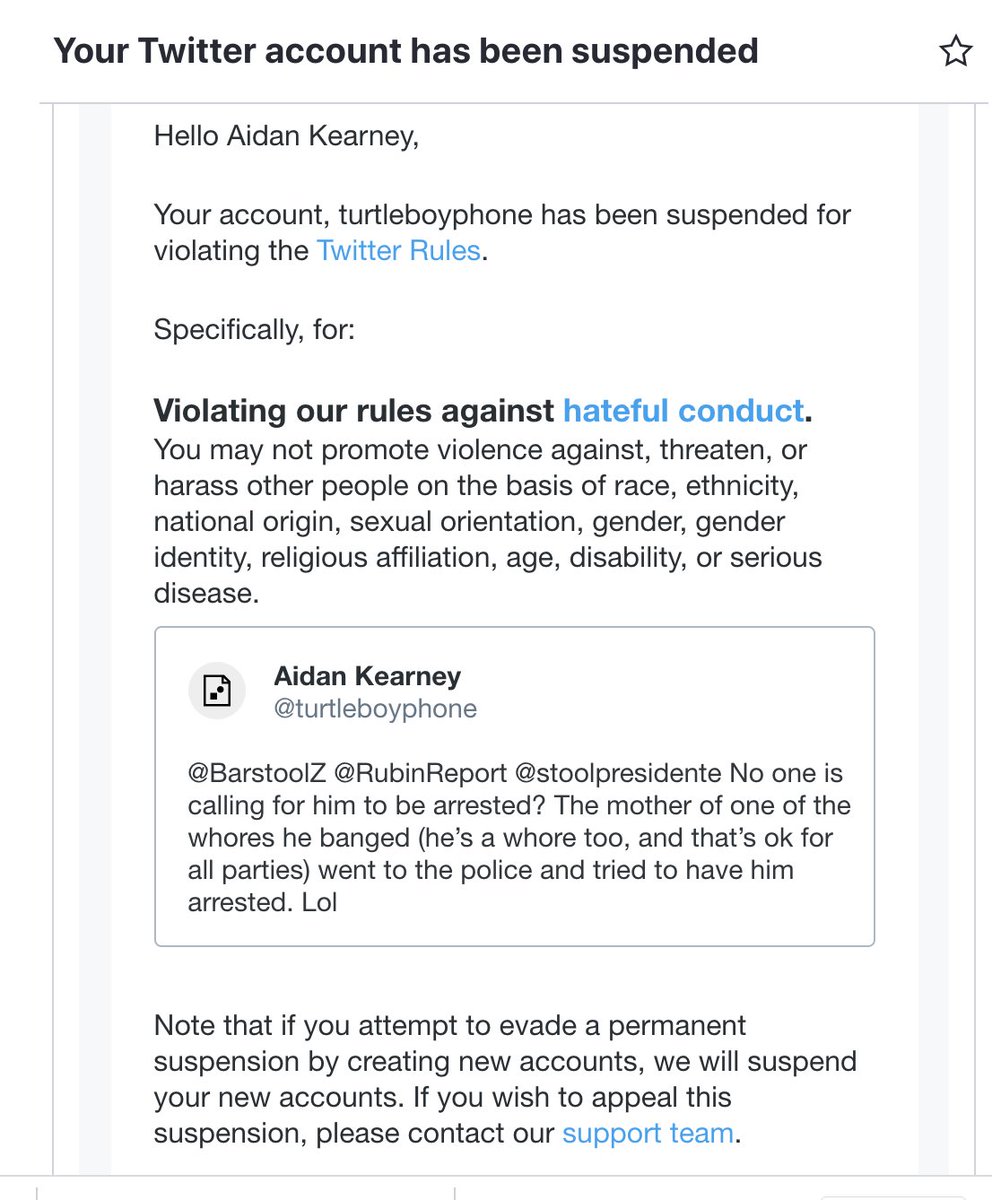 Your Twitter account has been suspended
Hello Aidan Kearney,
Your account, turtleboyphone has been suspended for
violating the Twitter Rules.
Specifically, for:
Violating our rules against hateful conduct.
You may not promote violence against, threaten, or
harass other people on the basis of race, ethnicity,
national origin, sexual orientation, gender, gender
identity, religious affiliation, age, disability, or serious
disease.
Aidan Kearney
@turtleboyphone
@BarstoolZ @RubinReport @stoolpresidente No one is
calling for him to be arrested? The mother of one of the
whores he banged (he’s a whore too, and that’s ok for
all parties) went to the police and tried to have him
arrested. Lol
Note that if you attempt to evade a permanent
suspension by creating new accounts, we will suspend
your new accounts. If you wish to appeal this
suspension, please contact our support team.